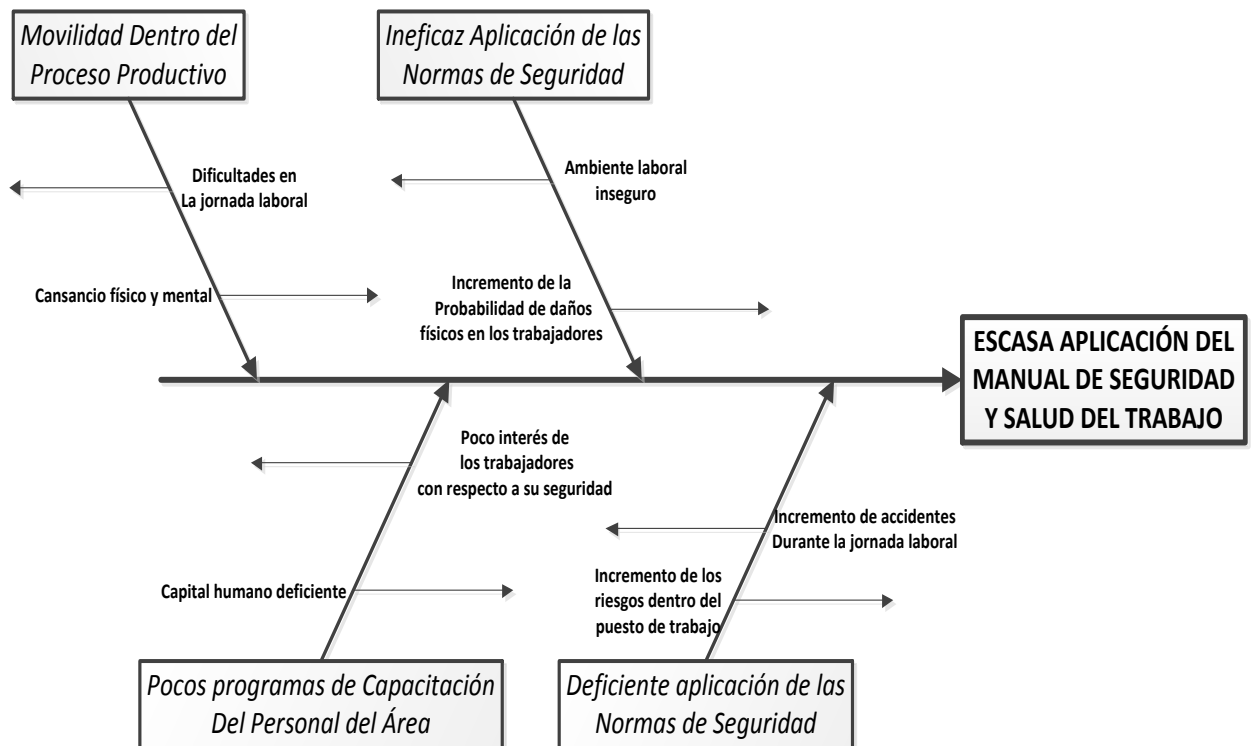 Movilidad Dentro del
Proceso Productivo
Ineficaz Aplicación de las
Normas de Seguridad
Dificultades en
La jornada laboral
Ambiente laboral
inseguro
Cansancio físico y mental
Incremento de la
Probabilidad de daños
físicos en los trabajadores
ESCASA APLICACIÓN DEL
MANUAL DE SEGURIDAD
Y SALUD DEL TRABAJO
Poco interés de
los trabajadores
con respecto a su seguridad
Incremento de accidentes
Durante la jornada laboral
Capital humano deficiente
Incremento de los
riesgos dentro del
puesto de trabajo
Pocos programas de Capacitación
Del Personal del Área
Deficiente aplicación de las
Normas de Seguridad